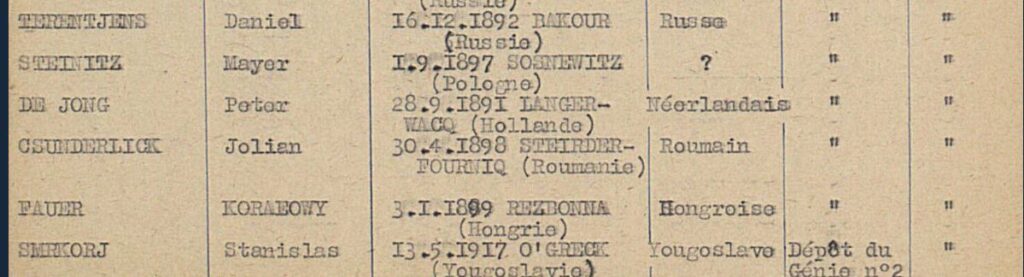 (Russie)
TERENTJENS Daniel 16.12.1892 BAKOUR Russe " "
(Russie)
STEINITZ Mayer 1.9.1897 SOSNEWITZ ? " "
(Pologne)
DE JONG Peter 28.9.1891 LANGER- Néerlandais " "
WACQ (Hollande)
CSUNDERLICK Jolian 30.4.1898 STEIRDER- Roumain " "
FOURNIQ (Roumanie)
FAUER KORAEOWY 3.1.1899 REZBONNA Hongroise " "
(Hongrie)
SMRKORJ Stanislas 13.5.1917 O'GRECK Yougoslave Dépôt du "
(Yougoslavie) Génie n°2